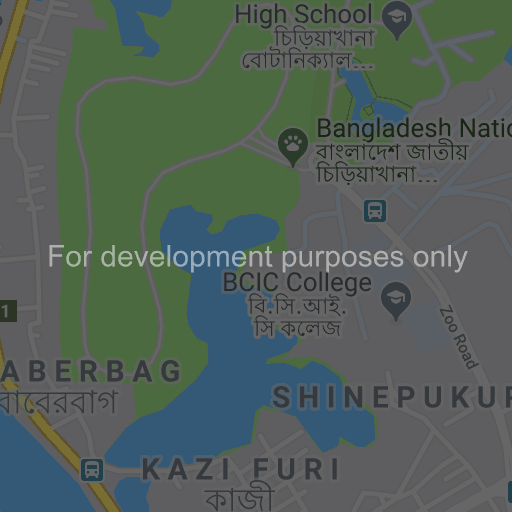 High School
চিড়িয়াখানা
বোটানিক্যাল...
Bangladesh Natio
বাংলাদেশ জাতীয়
চিড়িয়াখানা...
For development purposes only
BCIC College
বি.সি.আই.
সি কলেজ
1
Zoo Road
ABERBAG
বাবেরবাগ
SHINEPUKUR
KAZI FURI
কাজী